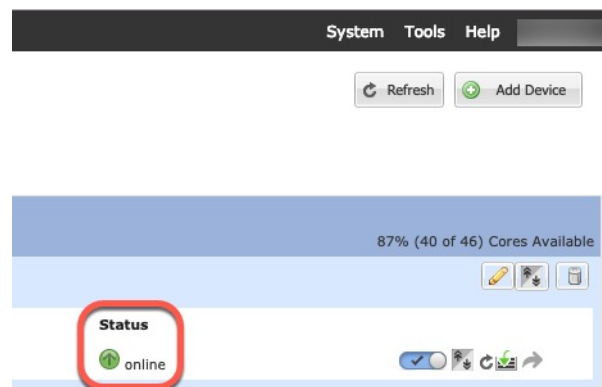 System Tools Help
Refresh Add Device
87% (40 of 46) Cores Available
Status
online